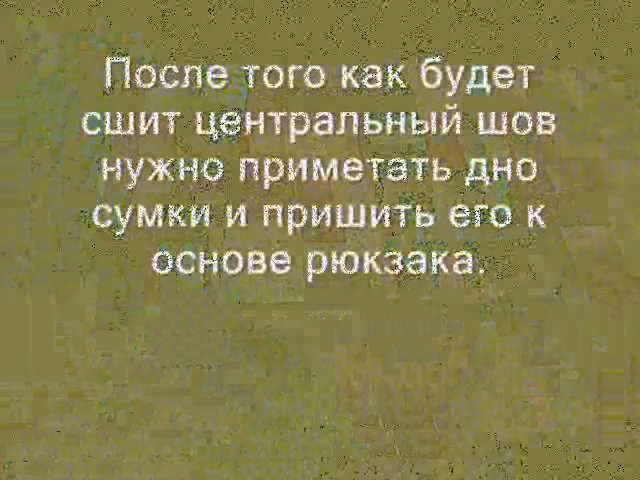 После того как будет
сшит центральный шов
нужно приметать дно
сумки и пришить его к
основе рюкзака.